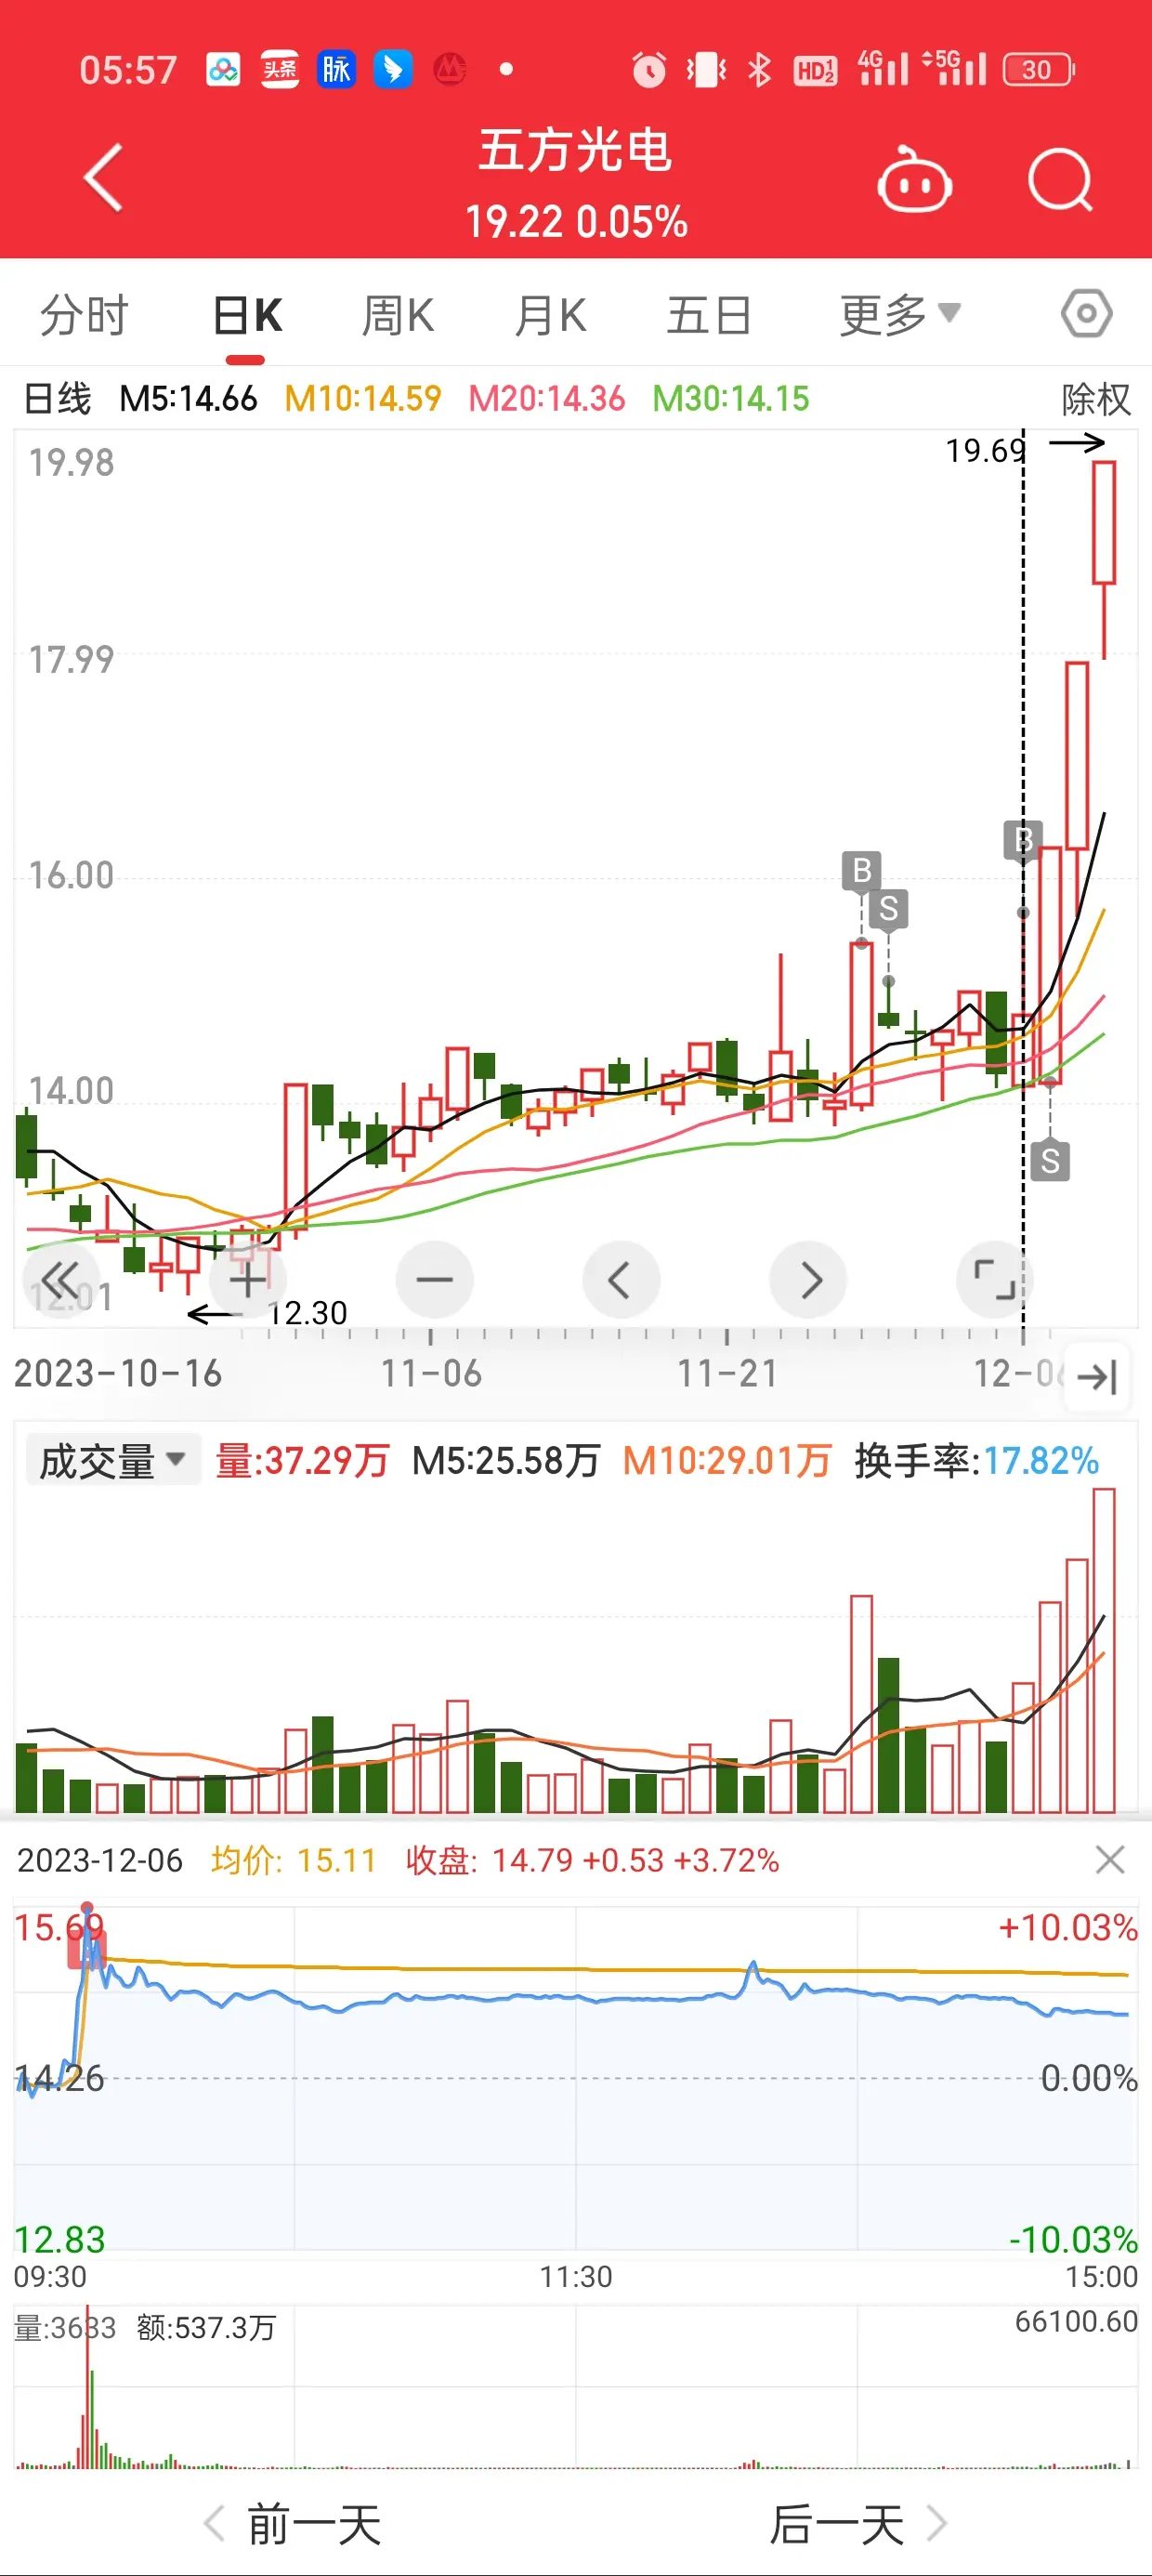 05:57 头条 脉 HD 1 2 4G 5G 30
五方光电
19.22 0.05%
分时 日K 周K 月K 五日 更多
日线 M5:14.66 M10:14.59 M20:14.36 M30:14.15 除权
19.98
19.69
17.99
B
16.00
B
S
14.00
S
12.01
12.30
2023-10-16 11-06 11-21 12-06
成交量 量:37.29万 M5:25.58万 M10:29.01万 换手率:17.82%
2023-12-06 均价: 15.11 收盘: 14.79 +0.53 +3.72%
15.69 +10.03%
14.26 0.00%
12.83 -10.03%
09:30 11:30 15:00
量:3633 额:537.3万 66100.60
前一天 后一天